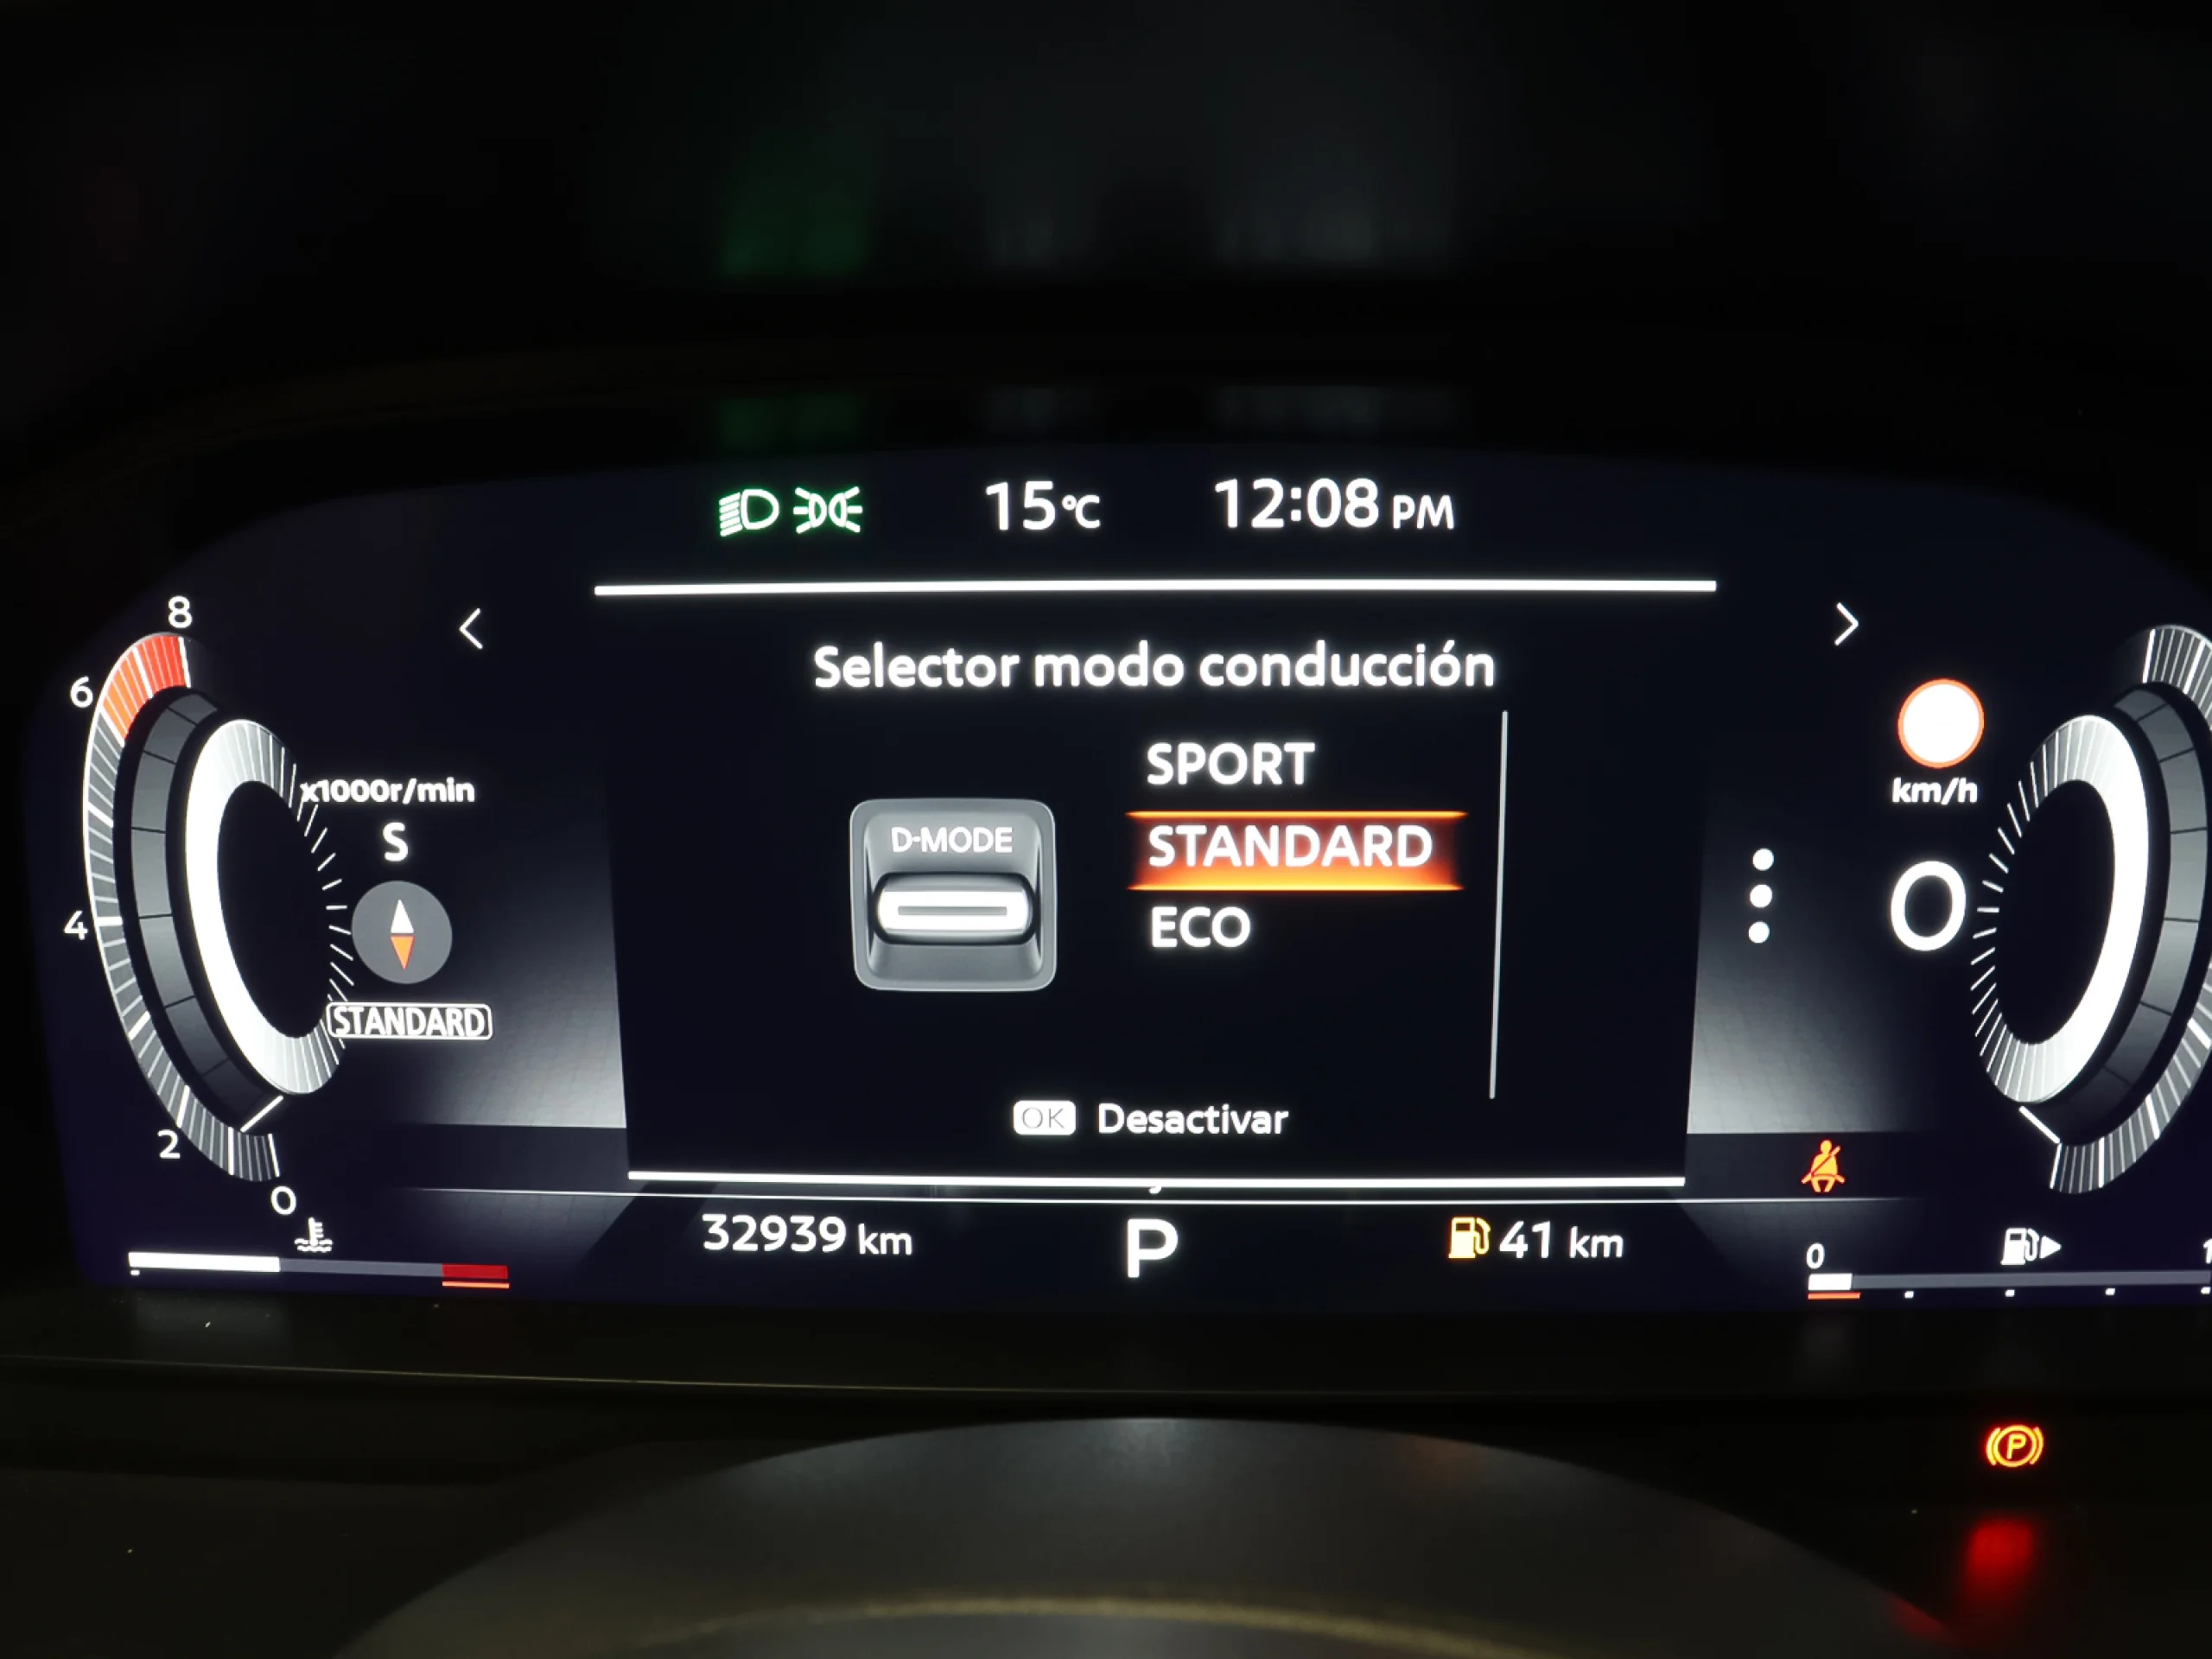 15°C 12:08 PM
Selector modo conducción
8
6
4
2
0
x1000r/min
S
STANDARD
D-MODE
SPORT
STANDARD
ECO
OK Desactivar
km/h
0
32939 km
P
41 km
0
1
P